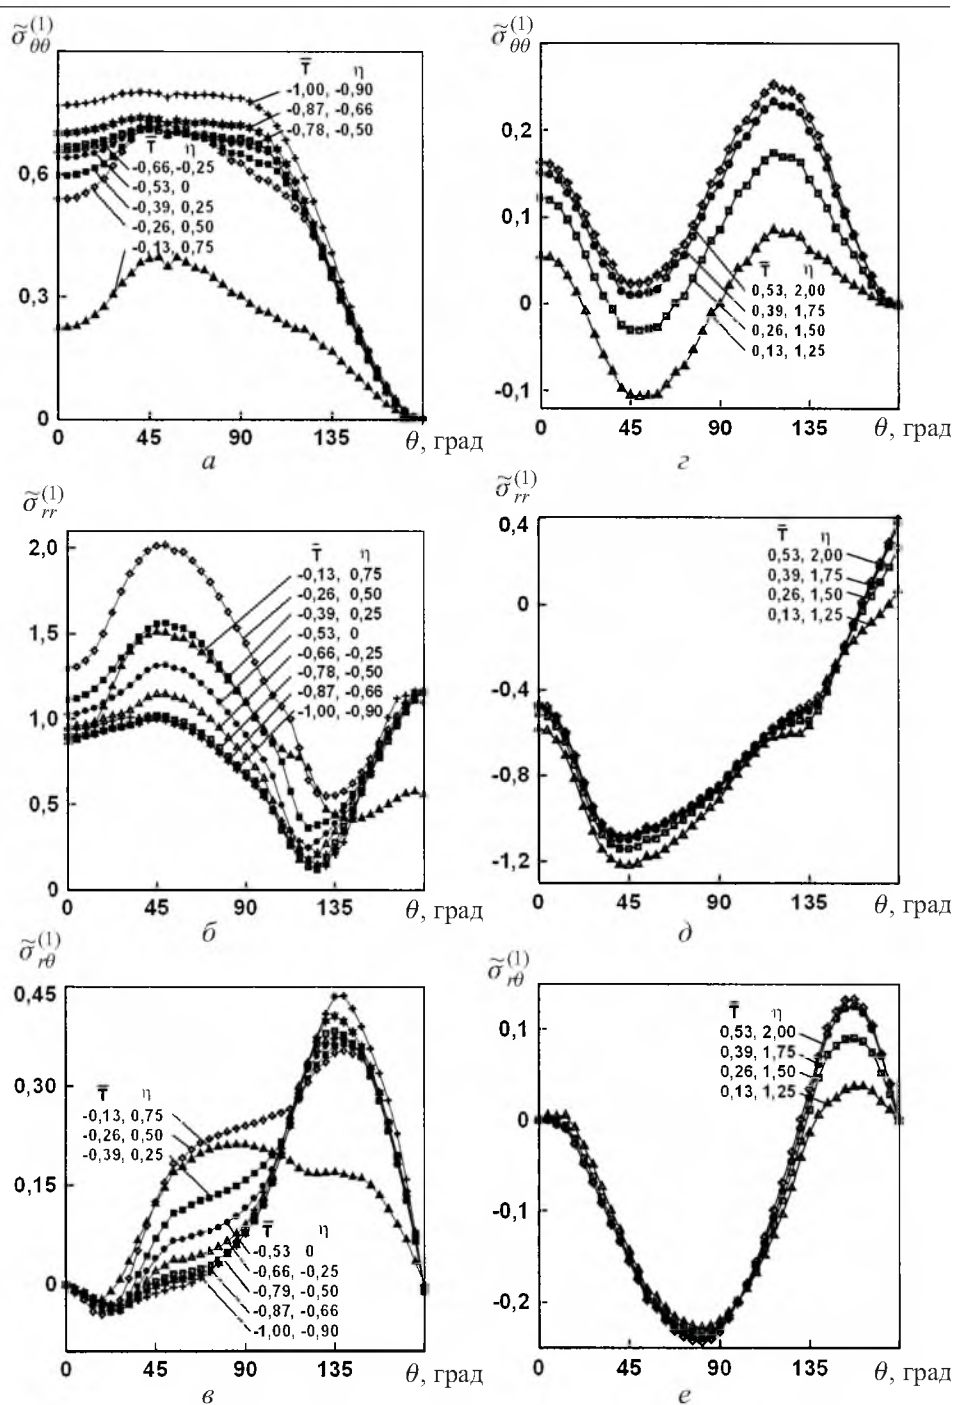 σ̃θθ(1)
T̄ η
-1,00, -0,90
-0,87, -0,66
-0,78, -0,50
T̄ η
-0,66, -0,25
-0,53, 0
-0,39, 0,25
-0,26, 0,50
-0,13, 0,75
0,6
0,3
0
0 45 90 135 θ, град
а
σ̃θθ(1)
0,2
0,1
0
-0,1
T̄ η
0,53, 2,00
0,39, 1,75
0,26, 1,50
0,13, 1,25
0 45 90 135 θ, град
г
σ̃rr(1)
2,0
1,5
1,0
0,5
0
T̄ η
-0,13, 0,75
-0,26, 0,50
-0,39, 0,25
-0,53, 0
-0,66, -0,25
-0,78, -0,50
-0,87, -0,66
-1,00, -0,90
0 45 90 135 θ, град
б
σ̃rr(1)
0,4
0
-0,4
-0,8
-1,2
T̄ η
0,53, 2,00
0,39, 1,75
0,26, 1,50
0,13, 1,25
0 45 90 135 θ, град
д
σ̃rθ(1)
0,45
0,30
0,15
0
T̄ η
-0,13, 0,75
-0,26, 0,50
-0,39, 0,25
T̄ η
-0,53 0
-0,66, -0,25
-0,79, -0,50
-0,87, -0,66
-1,00, -0,90
0 45 90 135 θ, град
в
σ̃rθ(1)
0,1
0
-0,1
-0,2
T̄ η
0,53, 2,00
0,39, 1,75
0,26, 1,50
0,13, 1,25
0 45 90 135 θ, град
е